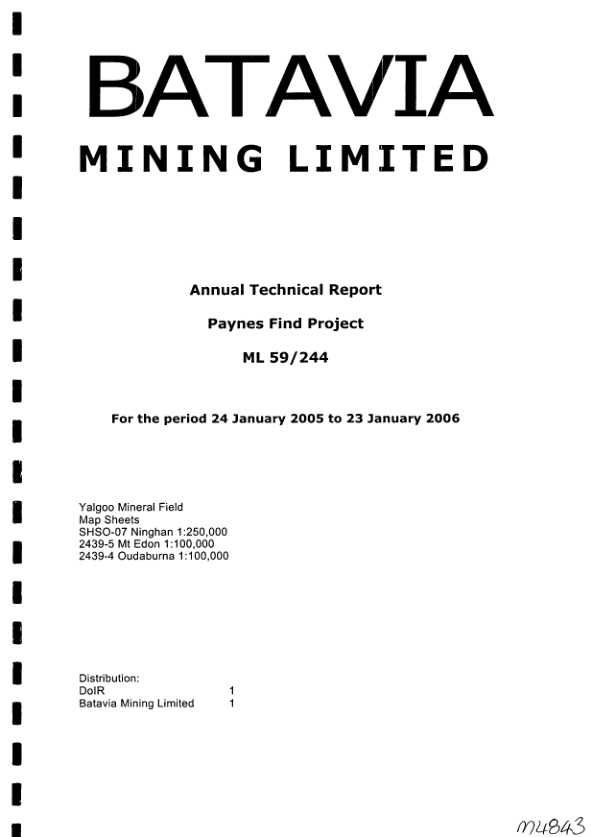 BATAVIA
MINING LIMITED
Annual Technical Report
Paynes Find Project
ML 59/244
For the period 24 January 2005 to 23 January 2006
Yalgoo Mineral Field
Map Sheets
SHSO-07 Ninghan 1:250,000
2439-5 Mt Edon 1:100,000
2439-4 Oudaburna 1:100,000
Distribution:
DoIR 1
Batavia Mining Limited 1
M4843